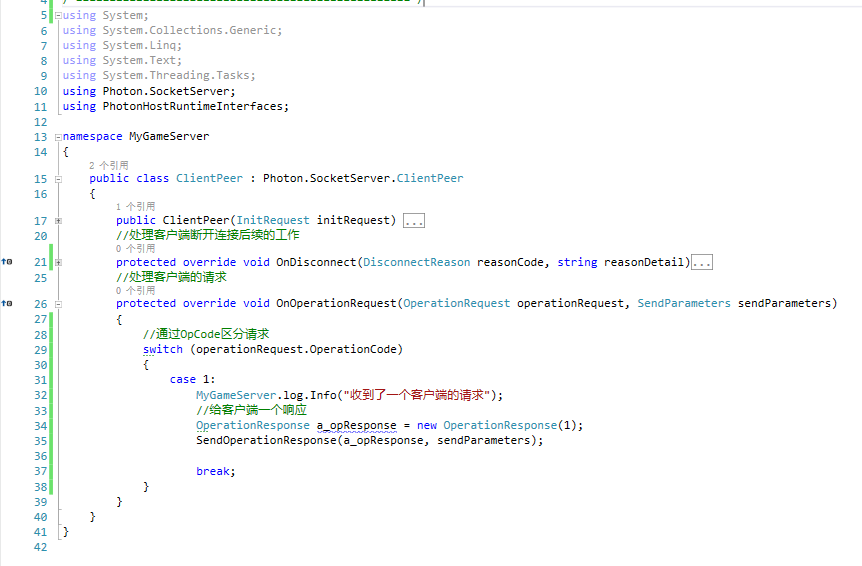 4
5 using System;
6 using System.Collections.Generic;
7 using System.Linq;
8 using System.Text;
9 using System.Threading.Tasks;
10 using Photon.SocketServer;
11 using PhotonHostRuntimeInterfaces;
12
13 namespace MyGameServer
14 {
2 个引用
15 public class ClientPeer : Photon.SocketServer.ClientPeer
16 {
1 个引用
17 public ClientPeer(InitRequest initRequest) ...
20 //处理客户端断开连接后续的工作
0 个引用
21 protected override void OnDisconnect(DisconnectReason reasonCode, string reasonDetail)...
25 //处理客户端的请求
0 个引用
26 protected override void OnOperationRequest(OperationRequest operationRequest, SendParameters sendParameters)
27 {
28 //通过OpCode区分请求
29 switch (operationRequest.OperationCode)
30 {
31 case 1:
32 MyGameServer.log.Info("收到了一个客户端的请求");
33 //给客户端一个响应
34 OperationResponse a_opResponse = new OperationResponse(1);
35 SendOperationResponse(a_opResponse, sendParameters);
36
37 break;
38 }
39 }
40 }
41 }
42